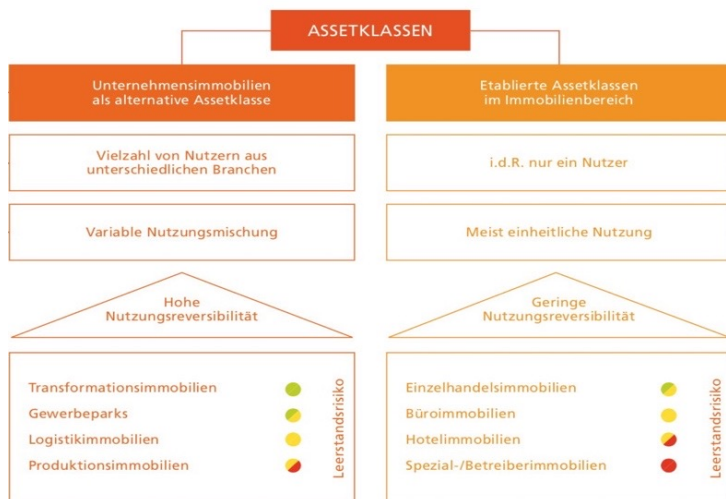 ASSETKLASSEN
Unternehmensimmobilien
als alternative Assetklasse
Vielzahl von Nutzern aus
unterschiedlichen Branchen
Variable Nutzungsmischung
Hohe
Nutzungsreversibilität
Transformationsimmobilien
Gewerbeparks
Logistikimmobilien
Produktionsimmobilien
Leerstandsrisiko
Etablierte Assetklassen
im Immobilienbereich
i.d.R. nur ein Nutzer
Meist einheitliche Nutzung
Geringe
Nutzungsreversibilität
Einzelhandelsimmobilien
Büroimmobilien
Hotelimmobilien
Spezial-/Betreiberimmobilien
Leerstandsrisiko